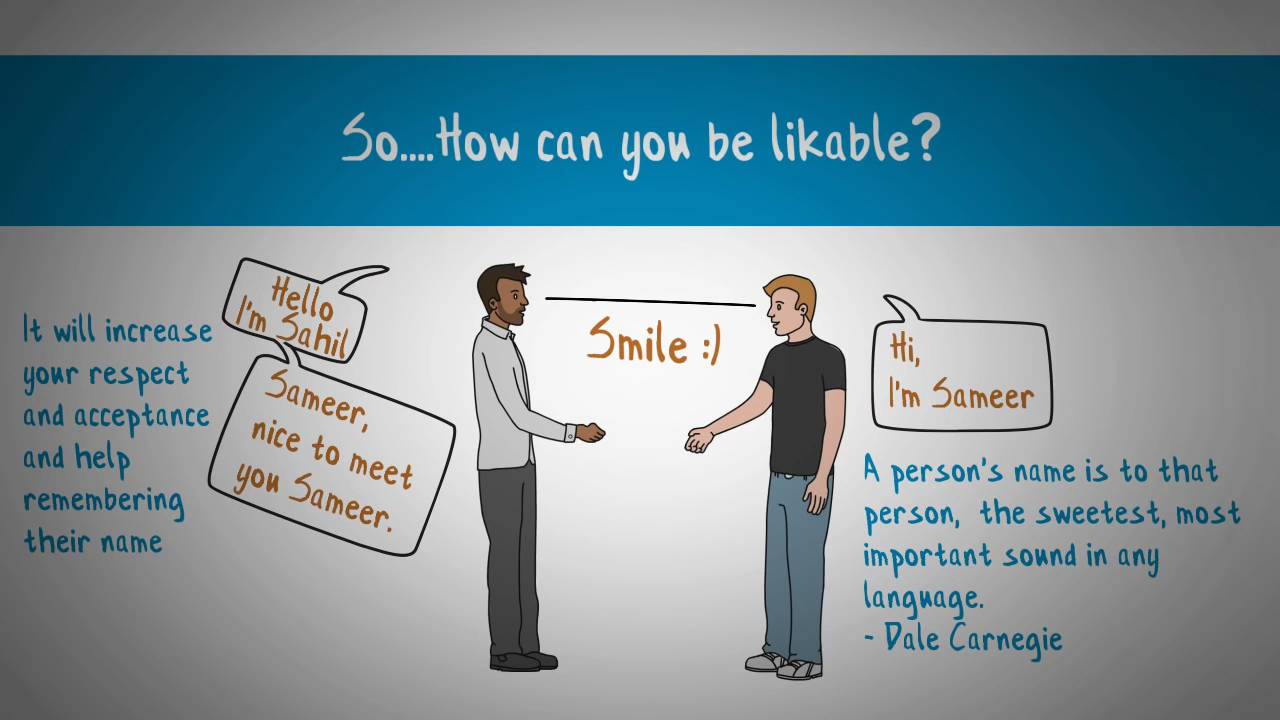 So....How can you be likable?
Hello
I'm Sahil
Sameer,
nice to meet
you Sameer.
It will increase
your respect
and acceptance
and help
remembering
their name
Smile :)
Hi,
I'm Sameer
A person's name is to that
person, the sweetest, most
important sound in any
language.
- Dale Carnegie